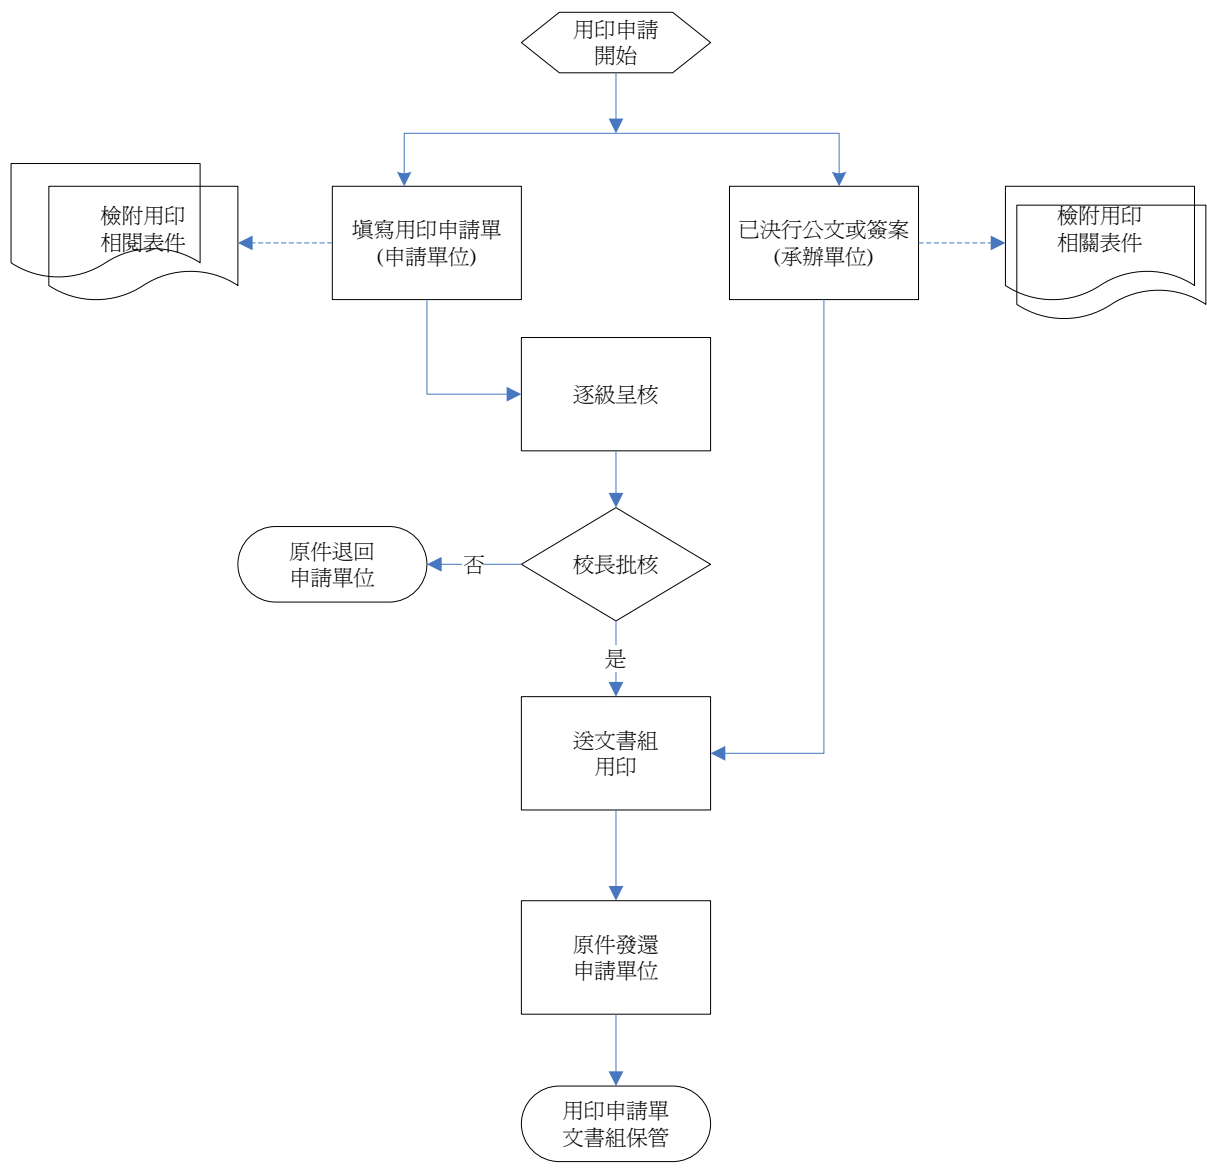 用印申請
開始
檢附用印
相閱表件
填寫用印申請單
(申請單位)
已決行公文或簽案
(承辦單位)
檢附用印
相關表件
逐級呈核
原件退回
申請單位
否
校長批核
是
送文書組
用印
原件發還
申請單位
用印申請單
文書組保管